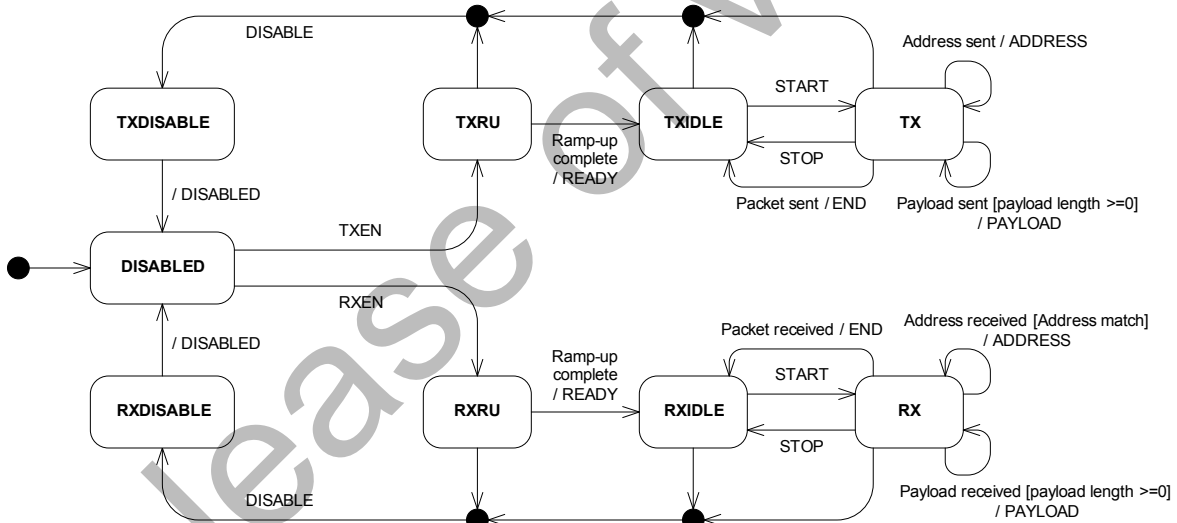 DISABLE
Address sent / ADDRESS
START
TXDISABLE
TXRU
TXIDLE
TX
Ramp-up
complete
/ READY
STOP
/ DISABLED
Packet sent / END
Payload sent [payload length >=0]
/ PAYLOAD
TXEN
DISABLED
RXEN
Packet received / END
Address received [Address match]
/ ADDRESS
/ DISABLED
Ramp-up
complete
/ READY
START
RXDISABLE
RXRU
RXIDLE
RX
STOP
DISABLE
Payload received [payload length >=0]
/ PAYLOAD
lease of v